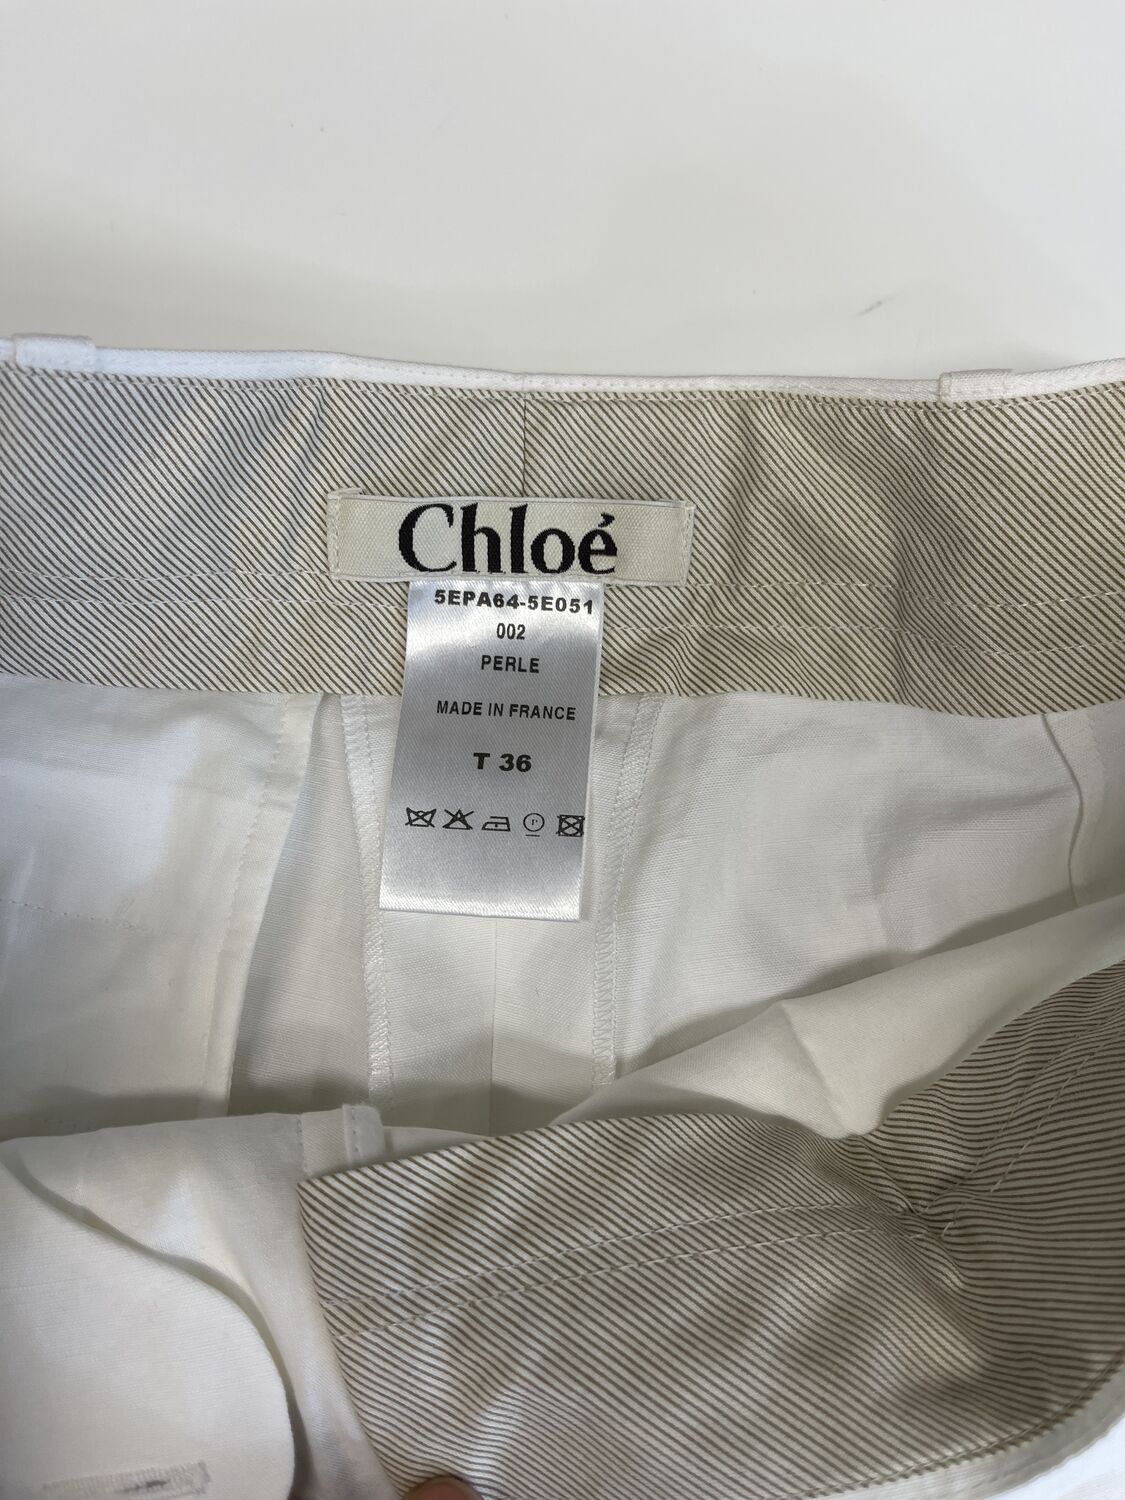 Chloé
5EPA64-5E051
002
PERLE
MADE IN FRANCE
T 36
P